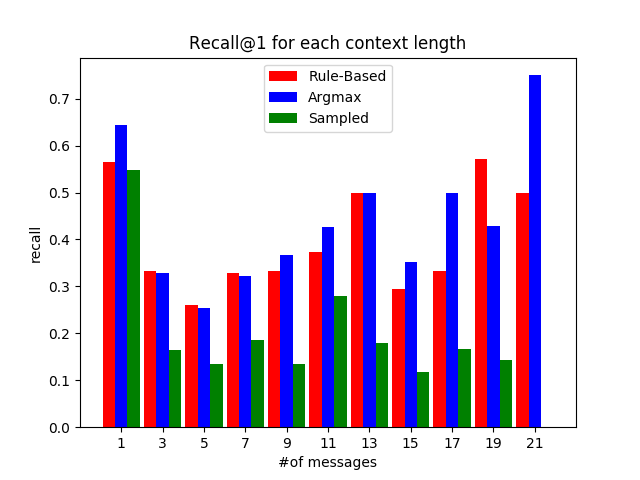 Recall@1 for each context length
Rule-Based
Argmax
Sampled
recall
0.7
0.6
0.5
0.4
0.3
0.2
0.1
0.0
1 3 5 7 9 11 13 15 17 19 21
#of messages